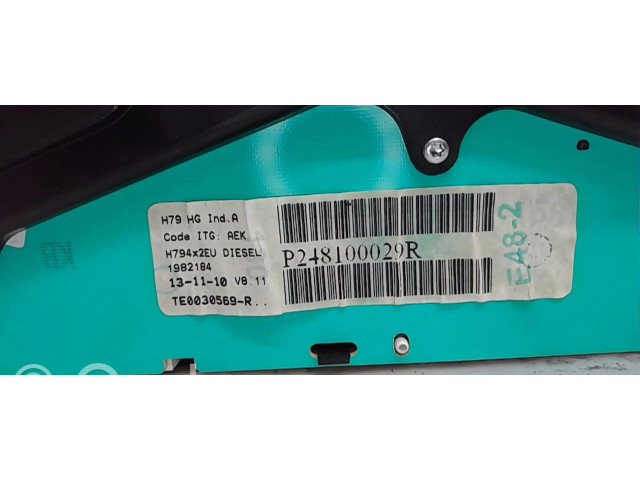 H79 HG Ind.A
Code ITG: AEK
H794x2EU DIESEL
1982184
13-11-10 V8.11
TE0030569-R..
P248100029R
E48-2